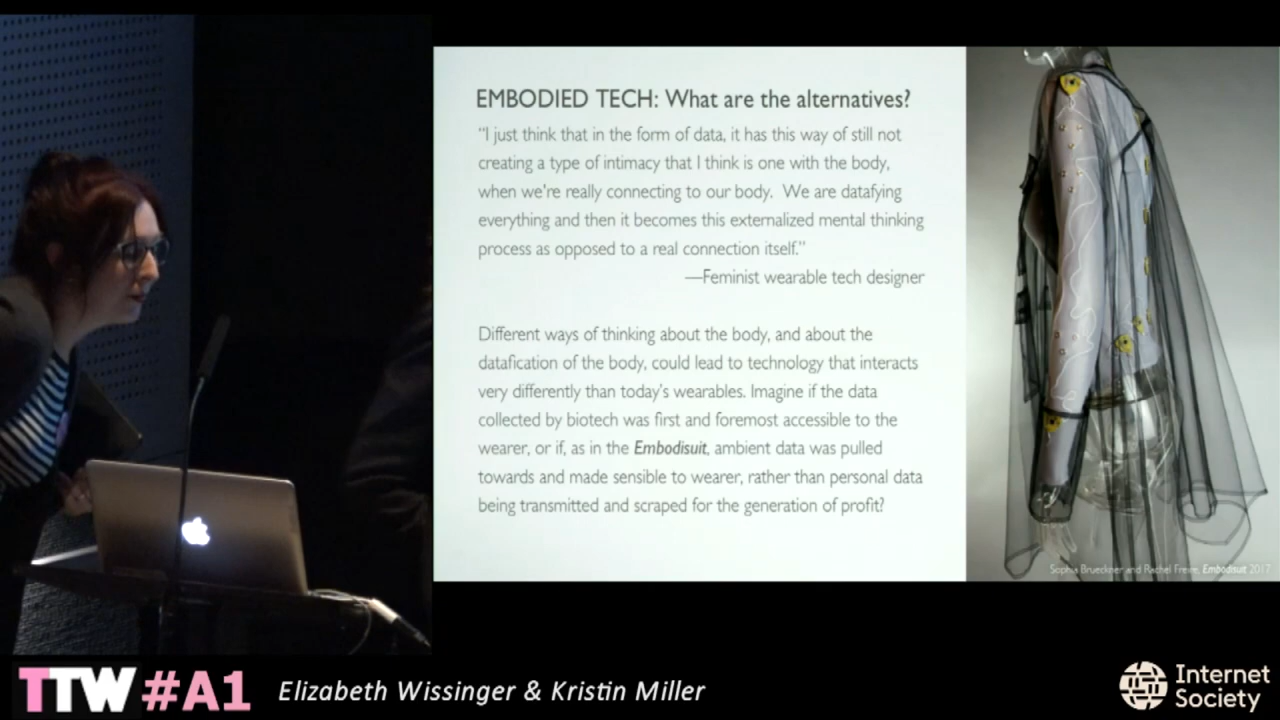 EMBODIED TECH: What are the alternatives?
“I just think that in the form of data, it has this way of still not
creating a type of intimacy that I think is one with the body,
when we're really connecting to our body.  We are datafying
everything and then it becomes this externalized mental thinking
process as opposed to a real connection itself.”
—Feminist wearable tech designer
Different ways of thinking about the body, and about the
datafication of the body, could lead to technology that interacts
very differently than today's wearables. Imagine if the data
collected by biotech was first and foremost accessible to the
wearer, or if, as in the Embodisuit, ambient data was pulled
towards and made sensible to wearer, rather than personal data
being transmitted and scraped for the generation of profit?
Sophia Brueckner and Rachel Freire, Embodisuit 2017
TTW #A1
Elizabeth Wissinger & Kristin Miller
Internet
Society